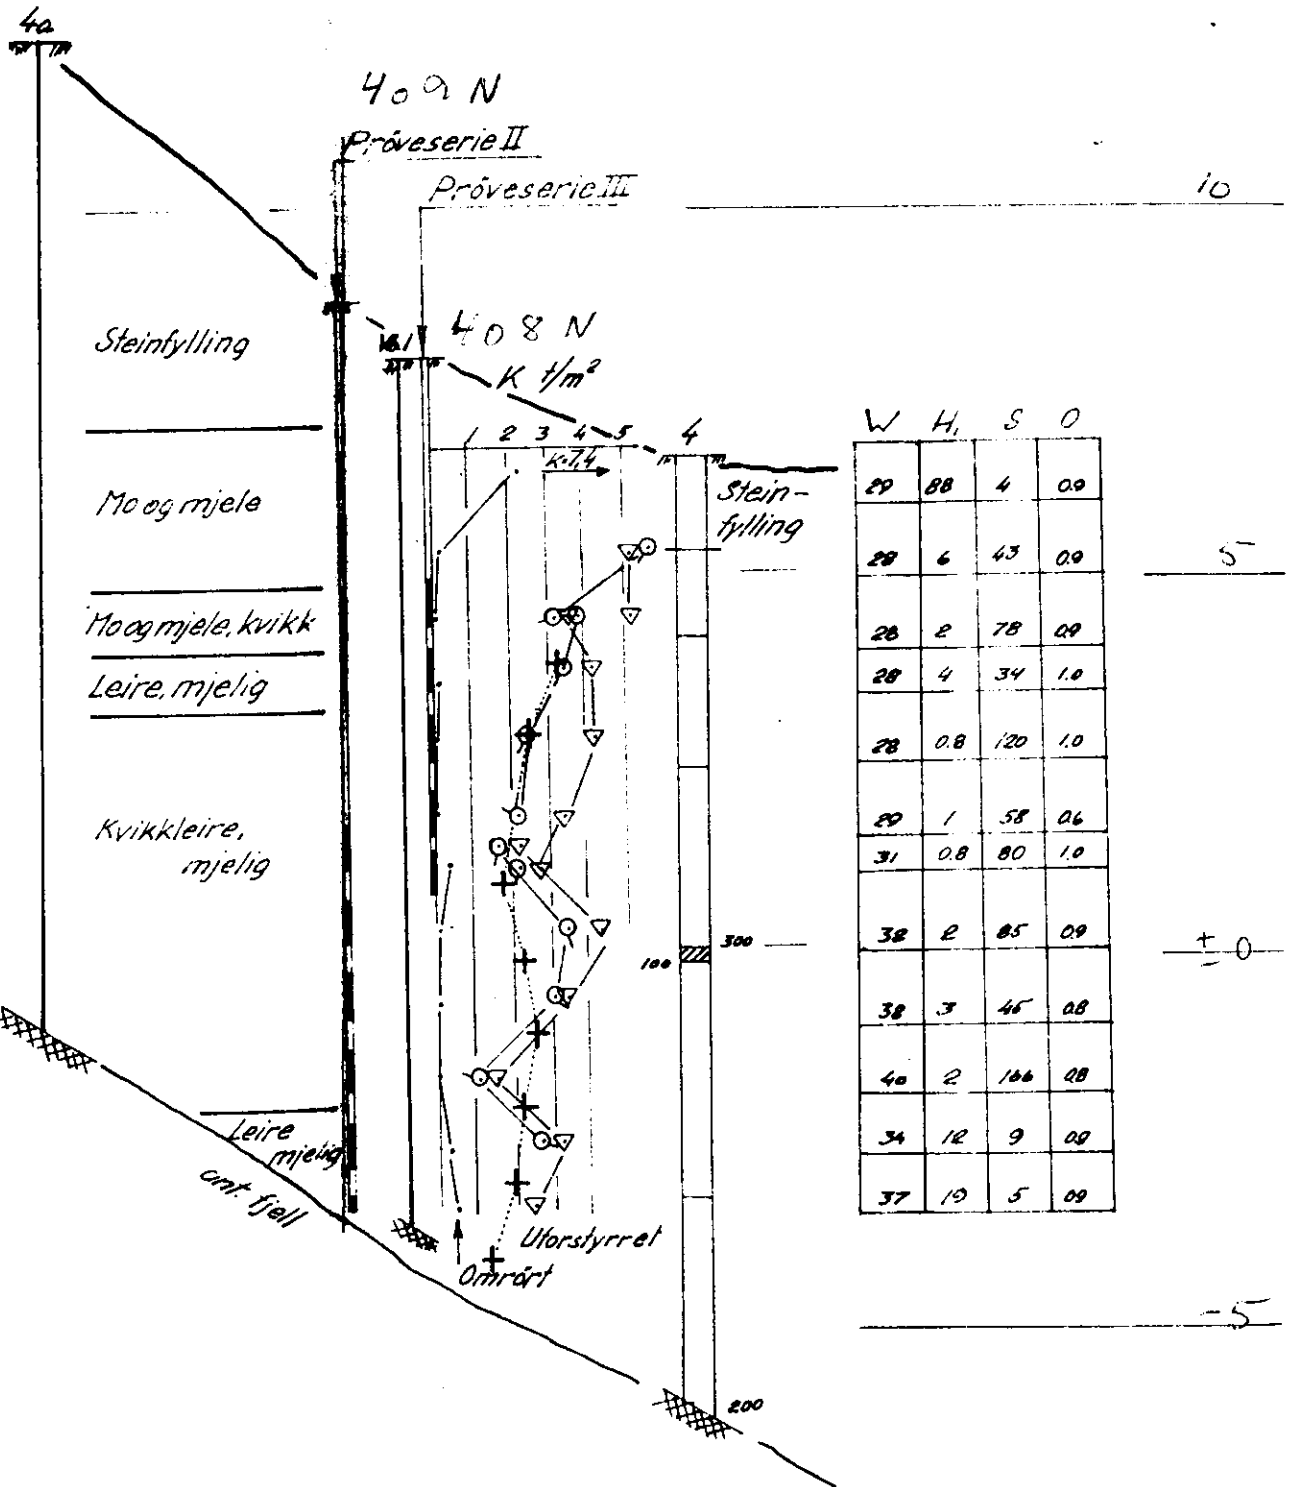 4a
409 N
Pröveserie II
Pröveserie III
10
408 N
Steinfylling
K t/m²
1 2 3 4 5
K=7,4
4
W H₁ S O
Mo og mjele
Stein-
fylling
29 88 4 0.9
28 6 43 0.9
5
Mo og mjele, kvikk
28 2 78 0.9
Leire, mjelig
28 4 34 1.0
28 0.8 120 1.0
Kvikkleire,
mjelig
29 1 58 0.6
31 0.8 80 1.0
38 2 85 0.9
300
100
± 0
38 3 45 0.8
40 2 166 0.8
Leire
mjelig
34 12 9 0.9
ant. fjell
37 19 5 0.9
Uforstyrret
Omrört
-5
200